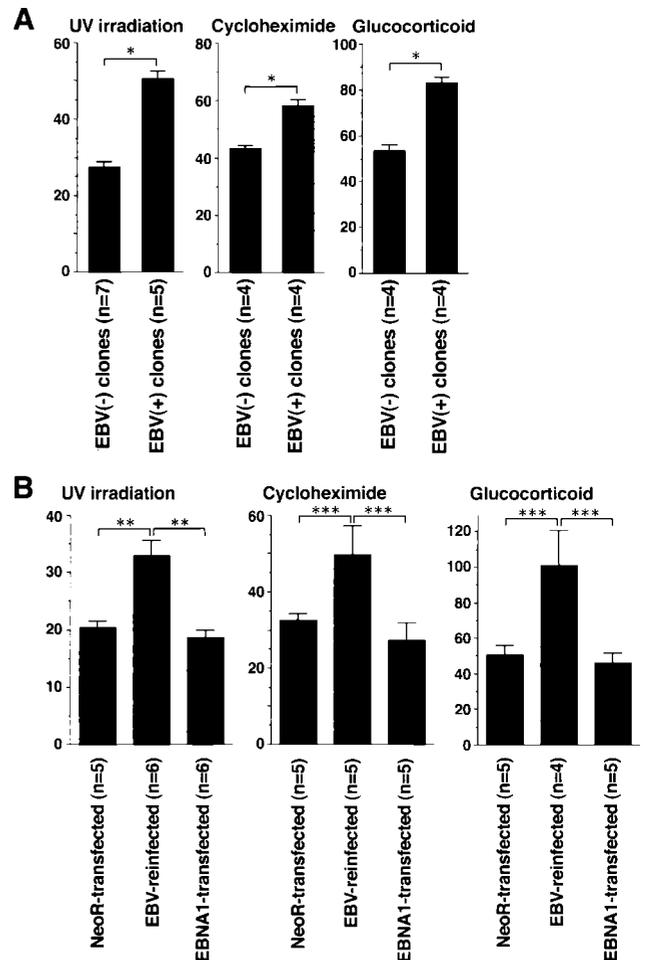 A
UV irradiation
Cycloheximide
Glucocorticoid
60
40
20
0
*
EBV(-) clones (n=7)
EBV(+) clones (n=5)
80
60
40
20
0
*
EBV(-) clones (n=4)
EBV(+) clones (n=4)
100
80
60
40
20
0
*
EBV(-) clones (n=4)
EBV(+) clones (n=4)
B
UV irradiation
Cycloheximide
Glucocorticoid
40
30
20
10
0
** **
NeoR-transfected (n=5)
EBV-reinfected (n=6)
EBNA1-transfected (n=6)
60
40
20
0
*** ***
NeoR-transfected (n=5)
EBV-reinfected (n=5)
EBNA1-transfected (n=5)
120
100
80
60
40
20
0
*** ***
NeoR-transfected (n=5)
EBV-reinfected (n=4)
EBNA1-transfected (n=5)